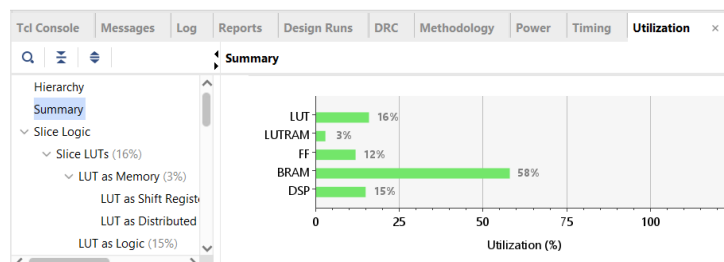 Tcl Console Messages Log Reports Design Runs DRC Methodology Power Timing Utilization ×
Summary
Hierarchy
Summary
Slice Logic
Slice LUTs (16%)
LUT as Memory (3%)
LUT as Shift Registe
LUT as Distributed
LUT as Logic (15%)
LUT 16%
LUTRAM 3%
FF 12%
BRAM 58%
DSP 15%
0 25 50 75 100
Utilization (%)